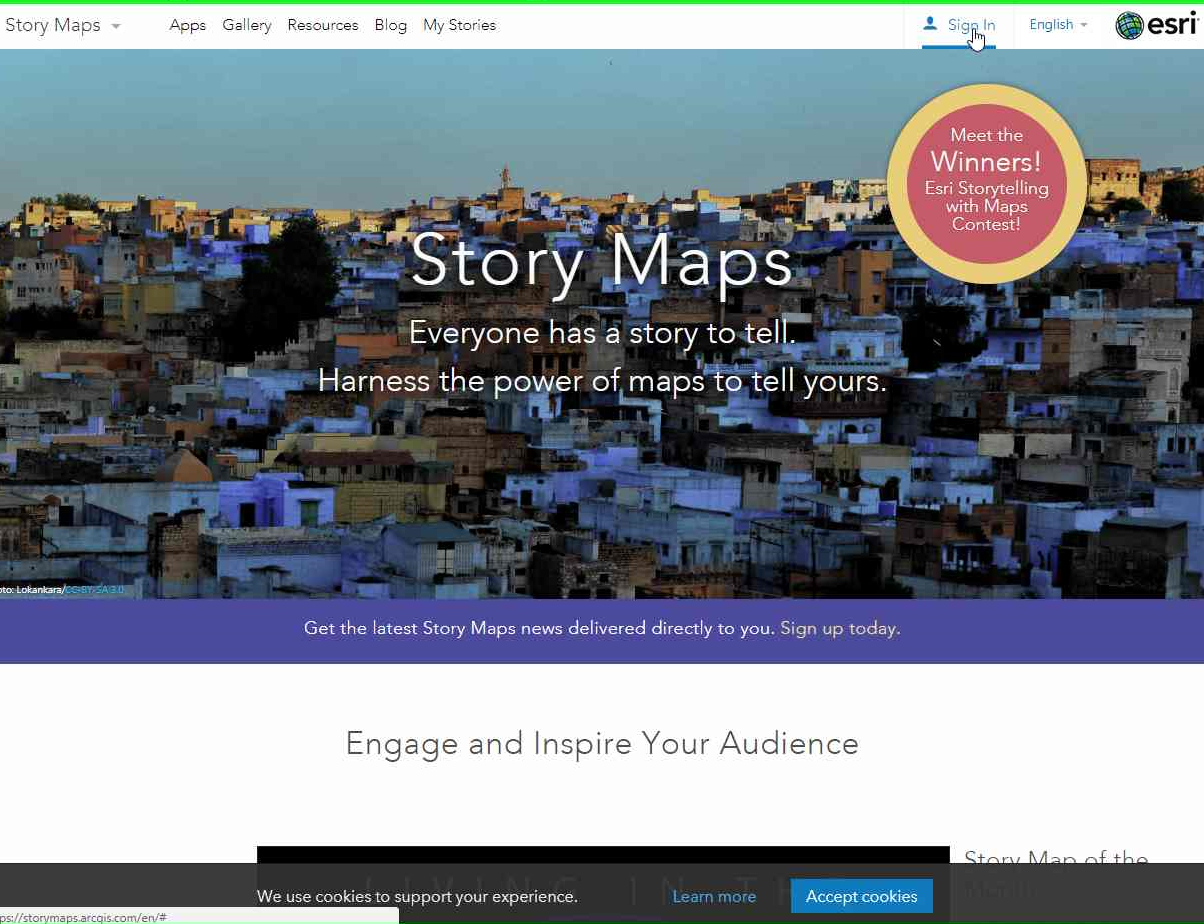 Story Maps
Apps Gallery Resources Blog My Stories
Sign In
English
esri
Meet the
Winners!
Esri Storytelling
with Maps
Contest!
Story Maps
Everyone has a story to tell.
Harness the power of maps to tell yours.
oto: Lokankara/CC-BY-SA 3.0
Get the latest Story Maps news delivered directly to you. Sign up today.
Engage and Inspire Your Audience
Story Map of the
LIVING IN THE
We use cookies to support your experience. Learn more Accept cookies
ps://storymaps.arcgis.com/en/#